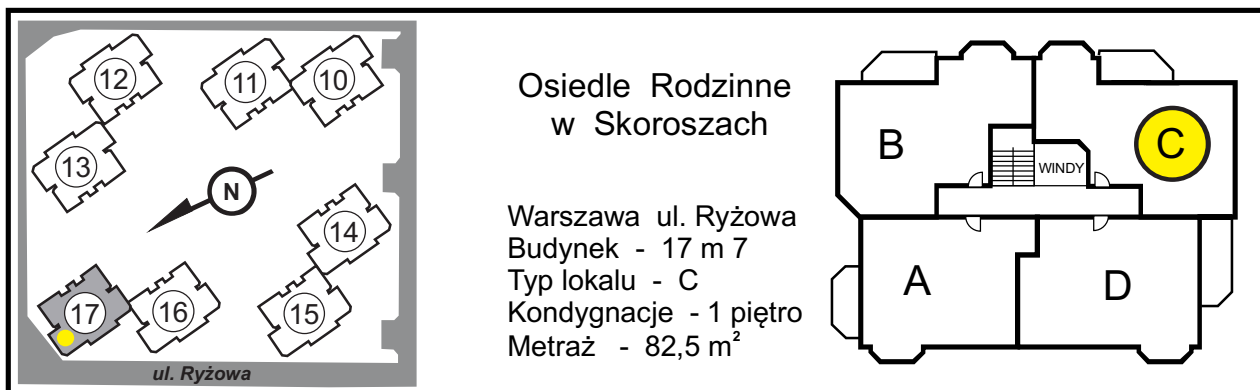 12
11
10
13
N
14
17
16
15
ul. Ryżowa
Osiedle Rodzinne
w Skoroszach
Warszawa ul. Ryżowa
Budynek - 17 m 7
Typ lokalu - C
Kondygnacje - 1 piętro
Metraż - 82,5 m²
B
C
WINDY
A
D